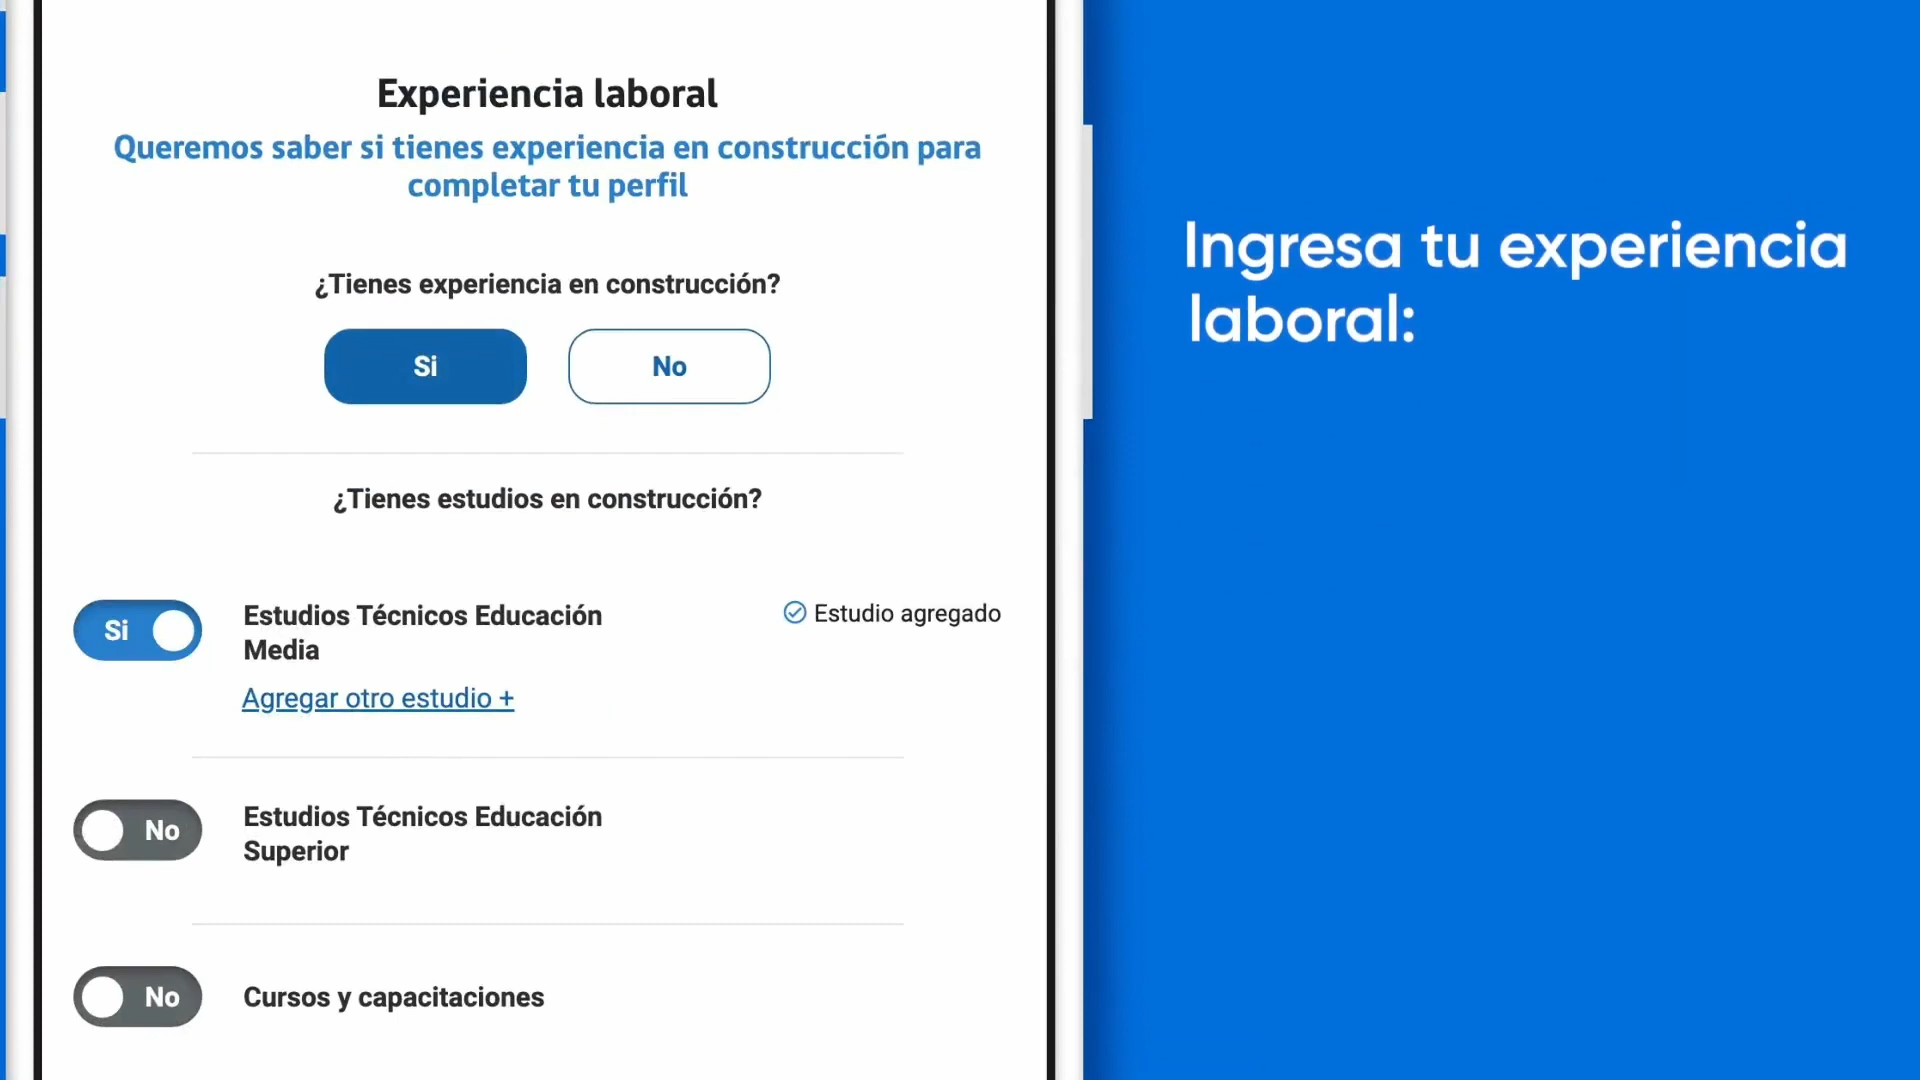 Experiencia laboral
Queremos saber si tienes experiencia en construcción para
completar tu perfil
¿Tienes experiencia en construcción?
Si
No
¿Tienes estudios en construcción?
Si
Estudios Técnicos Educación
Media
Estudio agregado
Agregar otro estudio +
No
Estudios Técnicos Educación
Superior
No
Cursos y capacitaciones
Ingresa tu experiencia
laboral: